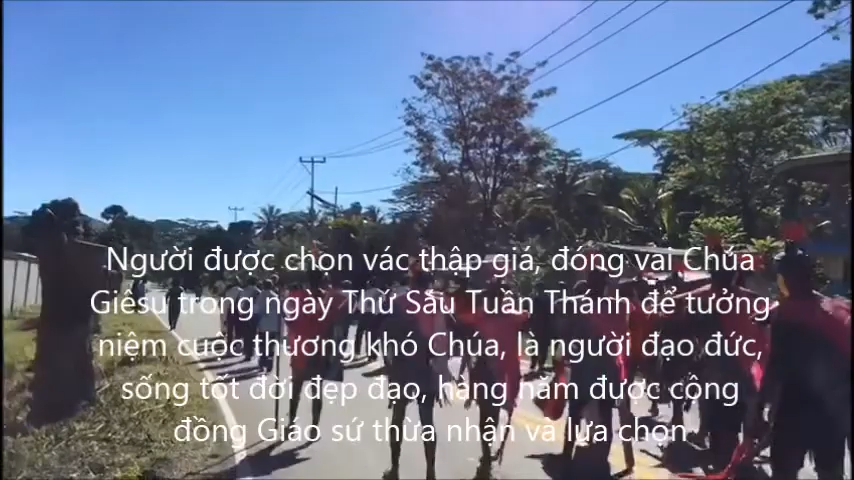 Người được chọn vác thập giá, đóng vai Chúa
Giêsu trong ngày Thứ Sáu Tuần Thánh để tưởng
niệm cuộc thương khó Chúa, là người đạo đức,
sống tốt đời đẹp đạo, hàng năm được cộng
đồng Giáo sứ thừa nhận và lựa chọn